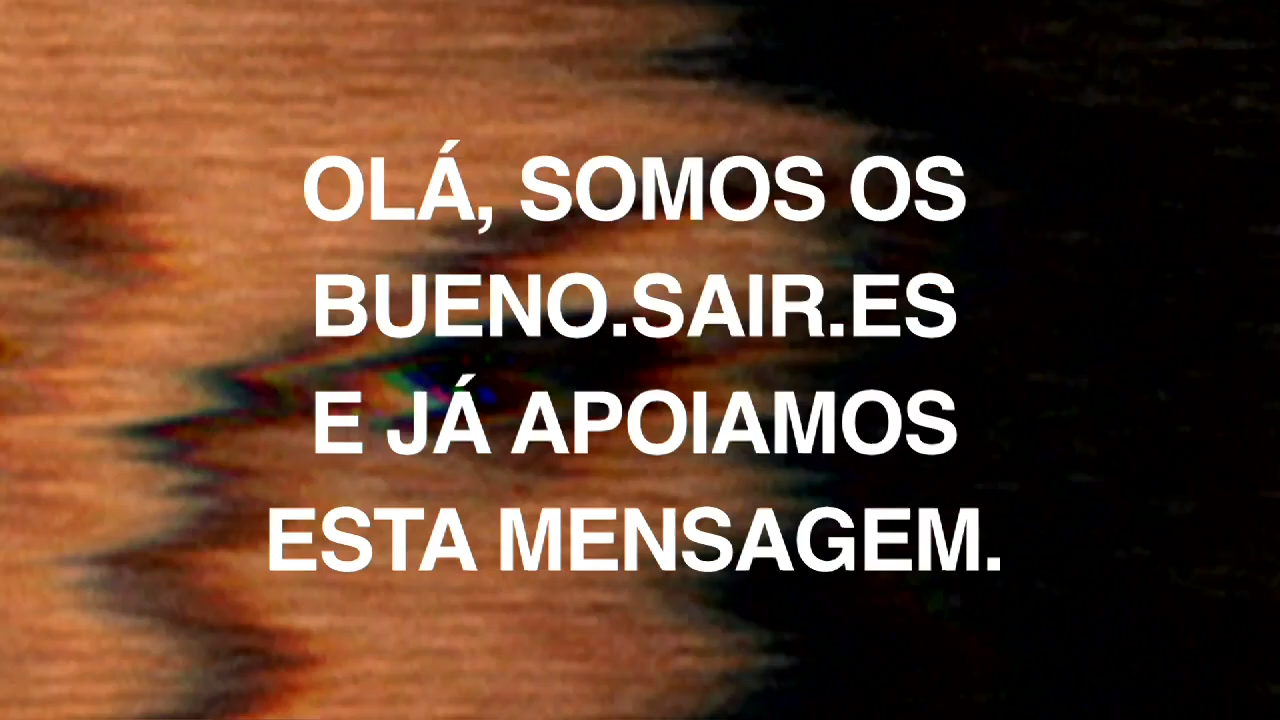 OLÁ, SOMOS OS
BUENO.SAIR.ES
E JÁ APOIAMOS
ESTA MENSAGEM.